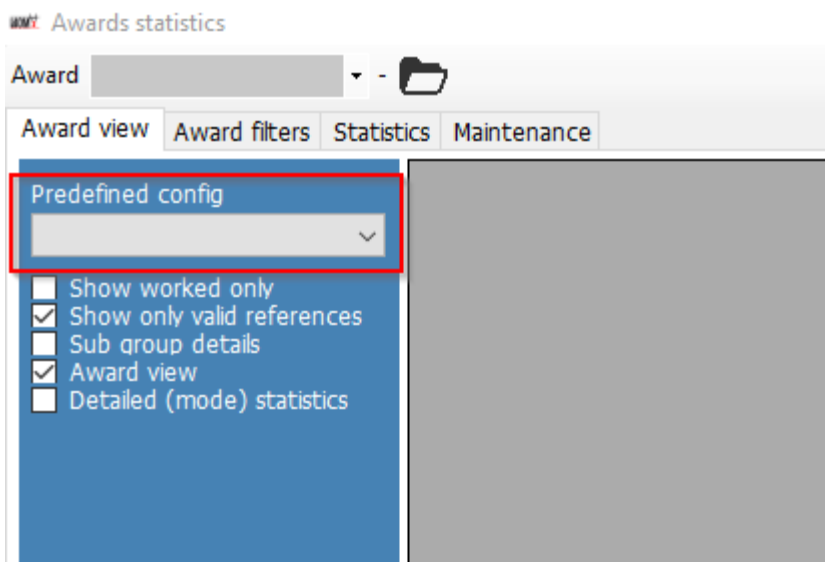 Awards statistics
Award -
Award view Award filters Statistics Maintenance
Predefined config
Show worked only
Show only valid references
Sub group details
Award view
Detailed (mode) statistics